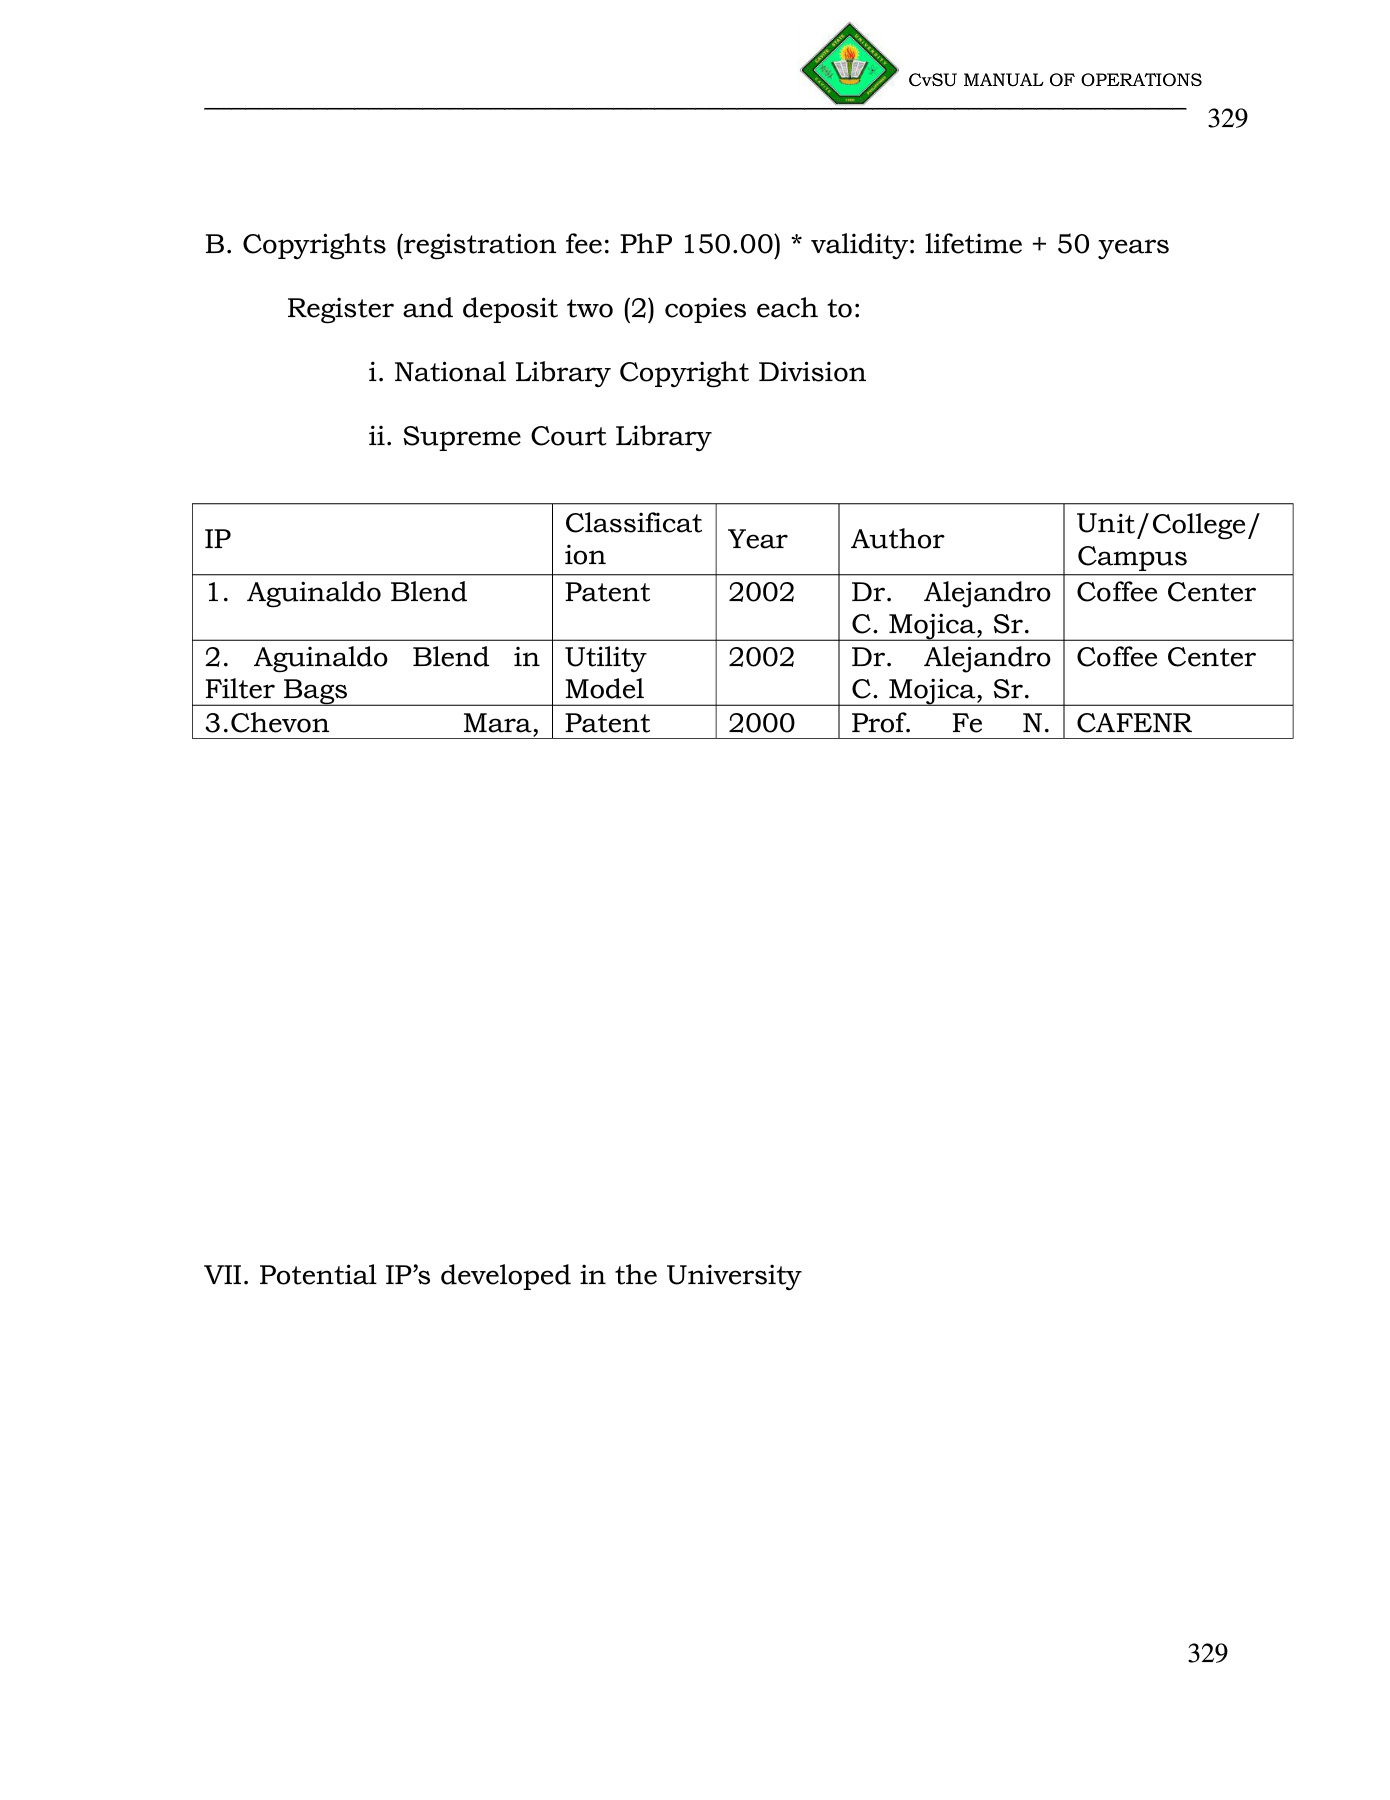 CvSU MANUAL OF OPERATIONS
329
B. Copyrights (registration fee: PhP 150.00) * validity: lifetime + 50 years
Register and deposit two (2) copies each to:
i. National Library Copyright Division
ii. Supreme Court Library
IP Classificat Year Author Unit/College/
ion Campus
1. Aguinaldo Blend Patent 2002 Dr. Alejandro Coffee Center
C. Mojica, Sr.
2. Aguinaldo Blend in Utility 2002 Dr. Alejandro Coffee Center
Filter Bags Model C. Mojica, Sr.
3.Chevon Mara, Patent 2000 Prof. Fe N. CAFENR
VII. Potential IP’s developed in the University
329